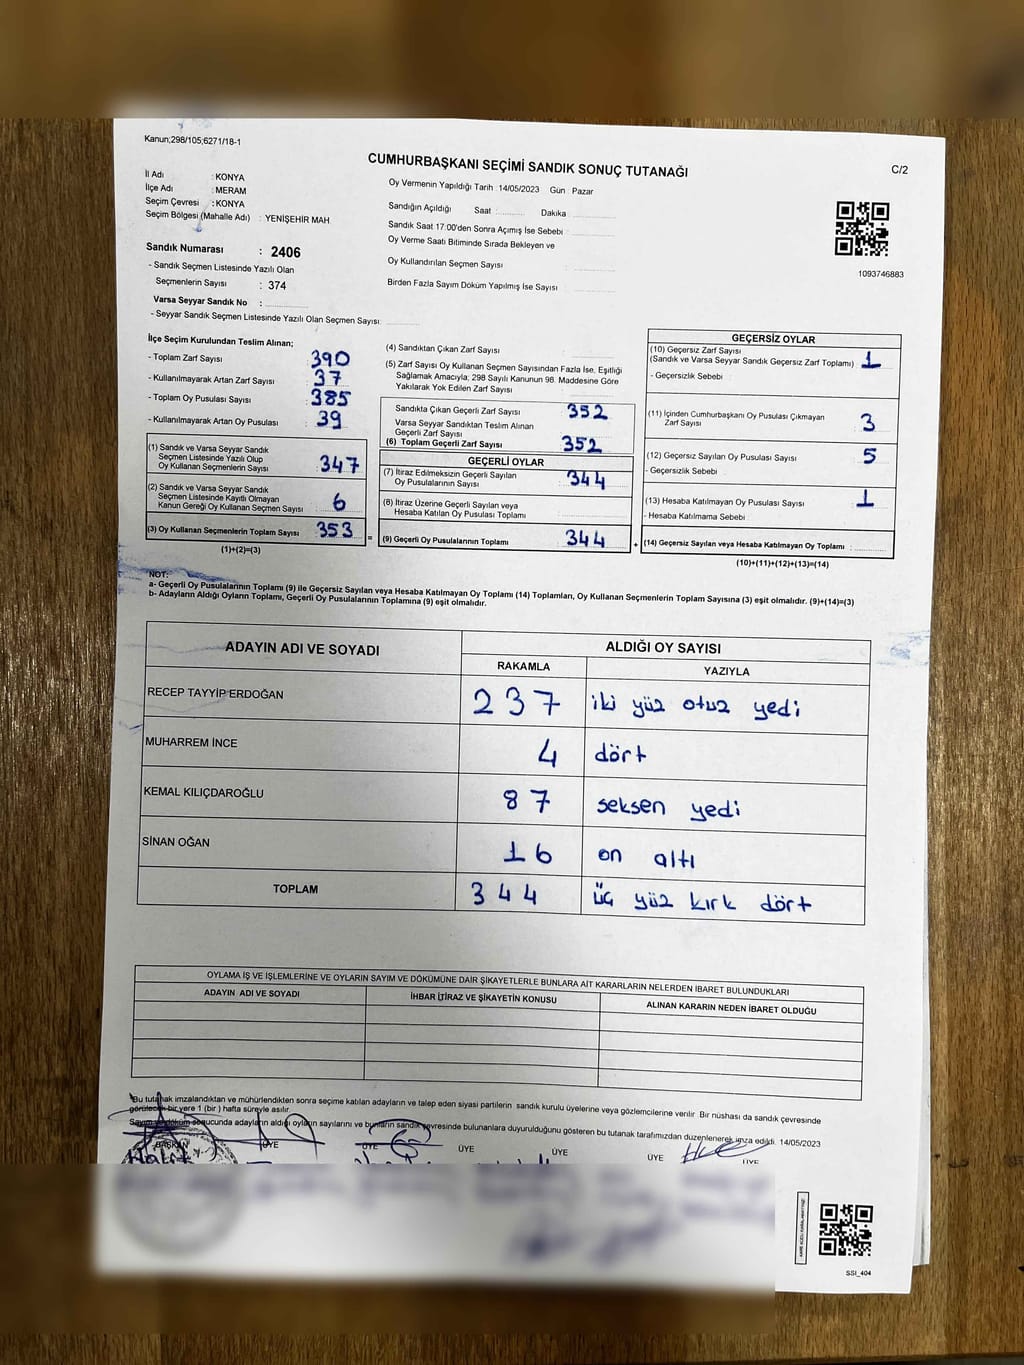 Kanun;298/105;6271/18-1
CUMHURBAŞKANI SEÇİMİ SANDIK SONUÇ TUTANAĞI
C/2
İl Adı : KONYA
İlçe Adı : MERAM
Seçim Çevresi : KONYA
Seçim Bölgesi (Mahalle Adı) : YENİŞEHİR MAH.
Sandık Numarası : 2406
- Sandık Seçmen Listesinde Yazılı Olan
Seçmenlerin Sayısı : 374
Varsa Seyyar Sandık No :
- Seyyar Sandık Seçmen Listesinde Yazılı Olan Seçmen Sayısı:
Oy Vermenin Yapıldığı Tarih :14/05/2023 Gün : Pazar
Sandığın Açıldığı Saat Dakika
Sandık Saat 17:00'den Sonra Açımış İse Sebebi :
Oy Verme Saati Bitiminde Sırada Bekleyen ve
Oy Kullandırılan Seçmen Sayısı :
Birden Fazla Sayım Döküm Yapılmış İse Sayısı :
1093746883
İlçe Seçim Kurulundan Teslim Alınan;
- Toplam Zarf Sayısı : 390
- Kullanılmayarak Artan Zarf Sayısı : 37
- Toplam Oy Pusulası Sayısı : 385
- Kullanılmayarak Artan Oy Pusulası : 39
(1) Sandık ve Varsa Seyyar Sandık
Seçmen Listesinde Yazılı Olup
Oy Kullanan Seçmenlerin Sayısı : 347
(2) Sandık ve Varsa Seyyar Sandık
Seçmen Listesinde Kayıtlı Olmayan
Kanun Gereği Oy Kullanan Seçmen Sayısı : 6
(3) Oy Kullanan Seçmenlerin Toplam Sayısı : 353
(1)+(2)=(3)
(4) Sandıktan Çıkan Zarf Sayısı :
(5) Zarf Sayısı Oy Kullanan Seçmen Sayısından Fazla İse, Eşitliği
Sağlamak Amacıyla; 298 Sayılı Kanunun 98. Maddesine Göre
Yakılarak Yok Edilen Zarf Sayısı :
Sandıkta Çıkan Geçerli Zarf Sayısı : 352
Varsa Seyyar Sandıktan Teslim Alınan
Geçerli Zarf Sayısı :
(6) Toplam Geçerli Zarf Sayısı : 352
GEÇERLİ OYLAR
(7) İtiraz Edilmeksizin Geçerli Sayılan
Oy Pusulalarının Sayısı : 344
(8) İtiraz Üzerine Geçerli Sayılan veya
Hesaba Katılan Oy Pusulası Toplamı :
= (9) Geçerli Oy Pusulalarının Toplamı : 344 +
GEÇERSİZ OYLAR
(10) Geçersiz Zarf Sayısı
(Sandık ve Varsa Seyyar Sandık Geçersiz Zarf Toplamı) : 1
- Geçersizlik Sebebi :
(11) İçinden Cumhurbaşkanı Oy Pusulası Çıkmayan
Zarf Sayısı : 3
(12) Geçersiz Sayılan Oy Pusulası Sayısı : 5
- Geçersizlik Sebebi :
(13) Hesaba Katılmayan Oy Pusulası Sayısı : 1
- Hesaba Katılmama Sebebi :
(14) Geçersiz Sayılan veya Hesaba Katılmayan Oy Toplamı :
(10)+(11)+(12)+(13)=(14)
NOT:
a- Geçerli Oy Pusulalarının Toplamı (9) ile Geçersiz Sayılan veya Hesaba Katılmayan Oy Toplamı (14) Toplamları, Oy Kullanan Seçmenlerin Toplam Sayısına (3) eşit olmalıdır. (9)+(14)=(3)
b- Adayların Aldığı Oyların Toplamı, Geçerli Oy Pusulalarının Toplamına (9) eşit olmalıdır.
ADAYIN ADI VE SOYADI
ALDIĞI OY SAYISI
RAKAMLA YAZIYLA
RECEP TAYYİP ERDOĞAN 237 iki yüz otuz yedi
MUHARREM İNCE 4 dört
KEMAL KILIÇDAROĞLU 87 seksen yedi
SİNAN OĞAN 16 on altı
TOPLAM 344 üç yüz kırk dört
OYLAMA İŞ VE İŞLEMLERİNE VE OYLARIN SAYIM VE DÖKÜMÜNE DAİR ŞİKAYETLERLE BUNLARA AİT KARARLARIN NELERDEN İBARET BULUNDUKLARI
ADAYIN ADI VE SOYADI İHBAR İTİRAZ VE ŞİKAYETİN KONUSU ALINAN KARARIN NEDEN İBARET OLDUĞU
Bu tutanak imzalandıktan ve mühürlendikten sonra seçime katılan adayların ve talep eden siyasi partilerin sandık kurulu üyelerine veya gözlemcilerine verilir. Bir nüshası da sandık çevresinde
görülecek bir yere 1 (bir) hafta süreyle asılır.
Sayım ve döküm sonucunda adayların aldığı oyların sayılarını ve bunların sandık çevresinde bulunanlara duyurulduğunu gösteren bu tutanak tarafımızdan düzenlenerek imza edildi. 14/05/2023
BAŞKAN ÜYE ÜYE ÜYE ÜYE ÜYE ÜYE
SSI_404